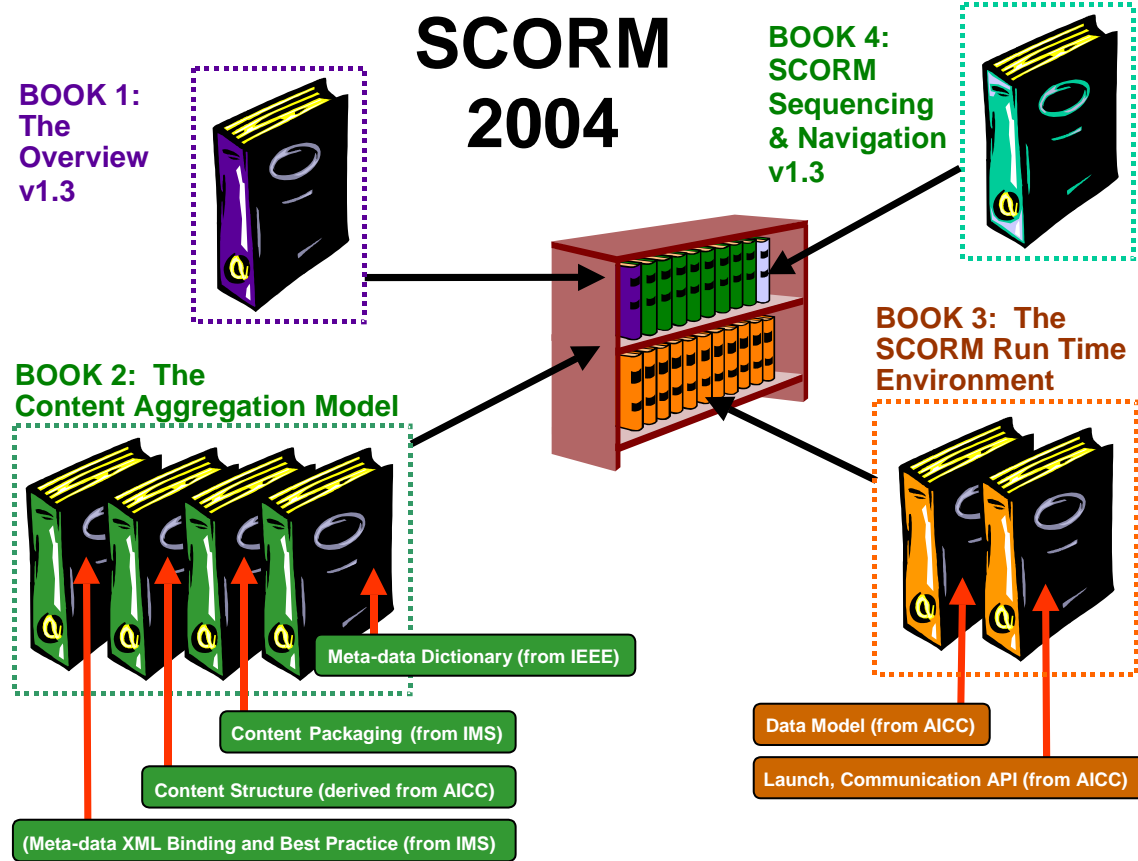 SCORM
2004
BOOK 1:
The
Overview
v1.3
BOOK 4:
SCORM
Sequencing
& Navigation
v1.3
BOOK 2:  The
Content Aggregation Model
BOOK 3:  The
SCORM Run Time
Environment
Meta-data Dictionary (from IEEE)
Content Packaging (from IMS)
Content Structure (derived from AICC)
(Meta-data XML Binding and Best Practice (from IMS)
Data Model (from AICC)
Launch, Communication API (from AICC)